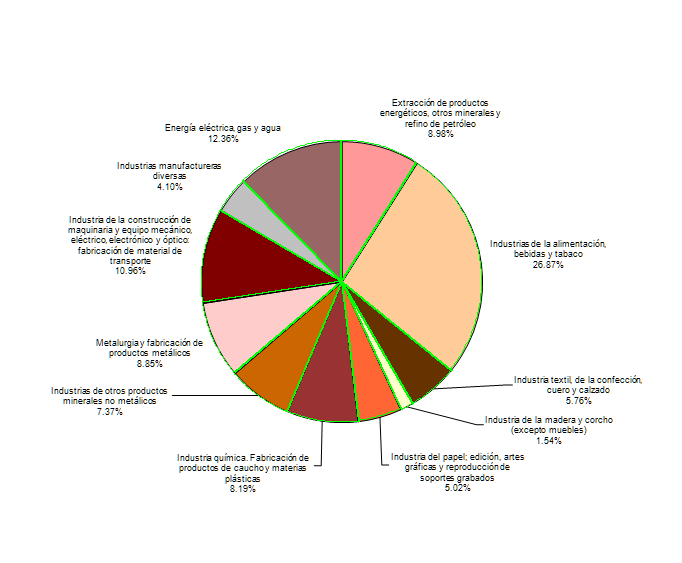 Extracción de productos
energéticos, otros minerales y
refino de petróleo
8.98%
Industrias de la alimentación,
bebidas y tabaco
26.87%
Industria textil, de la confección,
cuero y calzado
5.76%
Industria de la madera y corcho
(excepto muebles)
1.54%
Industria del papel; edición, artes
gráficas y reproducción de
soportes grabados
5.02%
Industria química. Fabricación de
productos de caucho y materias
plásticas
8.19%
Industrias de otros productos
minerales no metálicos
7.37%
Metalurgia y fabricación de
productos metálicos
8.85%
Industria de la construcción de
maquinaria y equipo mecánico,
eléctrico, electrónico y óptico:
fabricación de material de
transporte
10.96%
Industrias manufactureras
diversas
4.10%
Energía eléctrica, gas y agua
12.36%